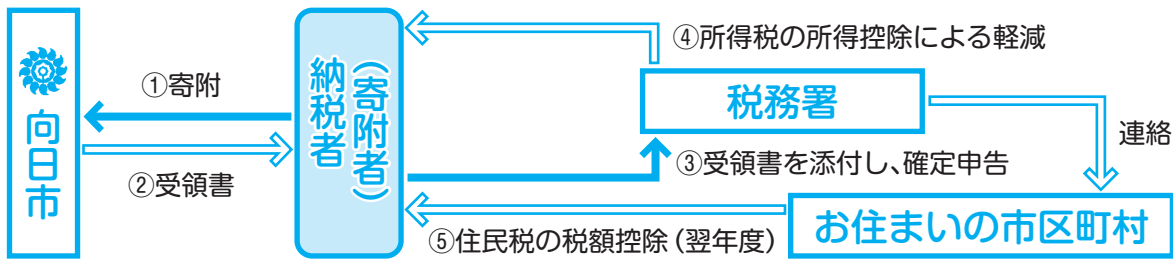 向日市
①寄附
②受領書
納税者
（寄附者）
④所得税の所得控除による軽減
税務署
③受領書を添付し、確定申告
連絡
お住まいの市区町村
⑤住民税の税額控除（翌年度）